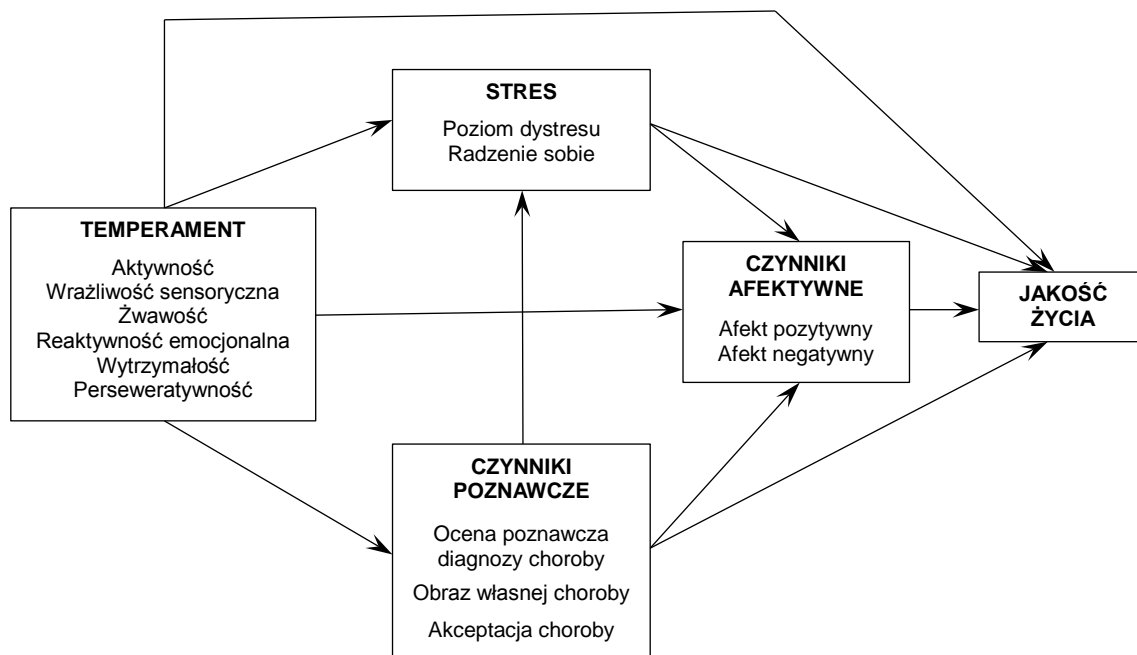 STRES
Poziom dystresu
Radzenie sobie
TEMPERAMENT
Aktywność
Wrażliwość sensoryczna
Żwawość
Reaktywność emocjonalna
Wytrzymałość
Perseweratywność
CZYNNIKI
AFEKTYWNE
Afekt pozytywny
Afekt negatywny
JAKOŚĆ
ŻYCIA
CZYNNIKI
POZNAWCZE
Ocena poznawcza
diagnozy choroby
Obraz własnej choroby
Akceptacja choroby